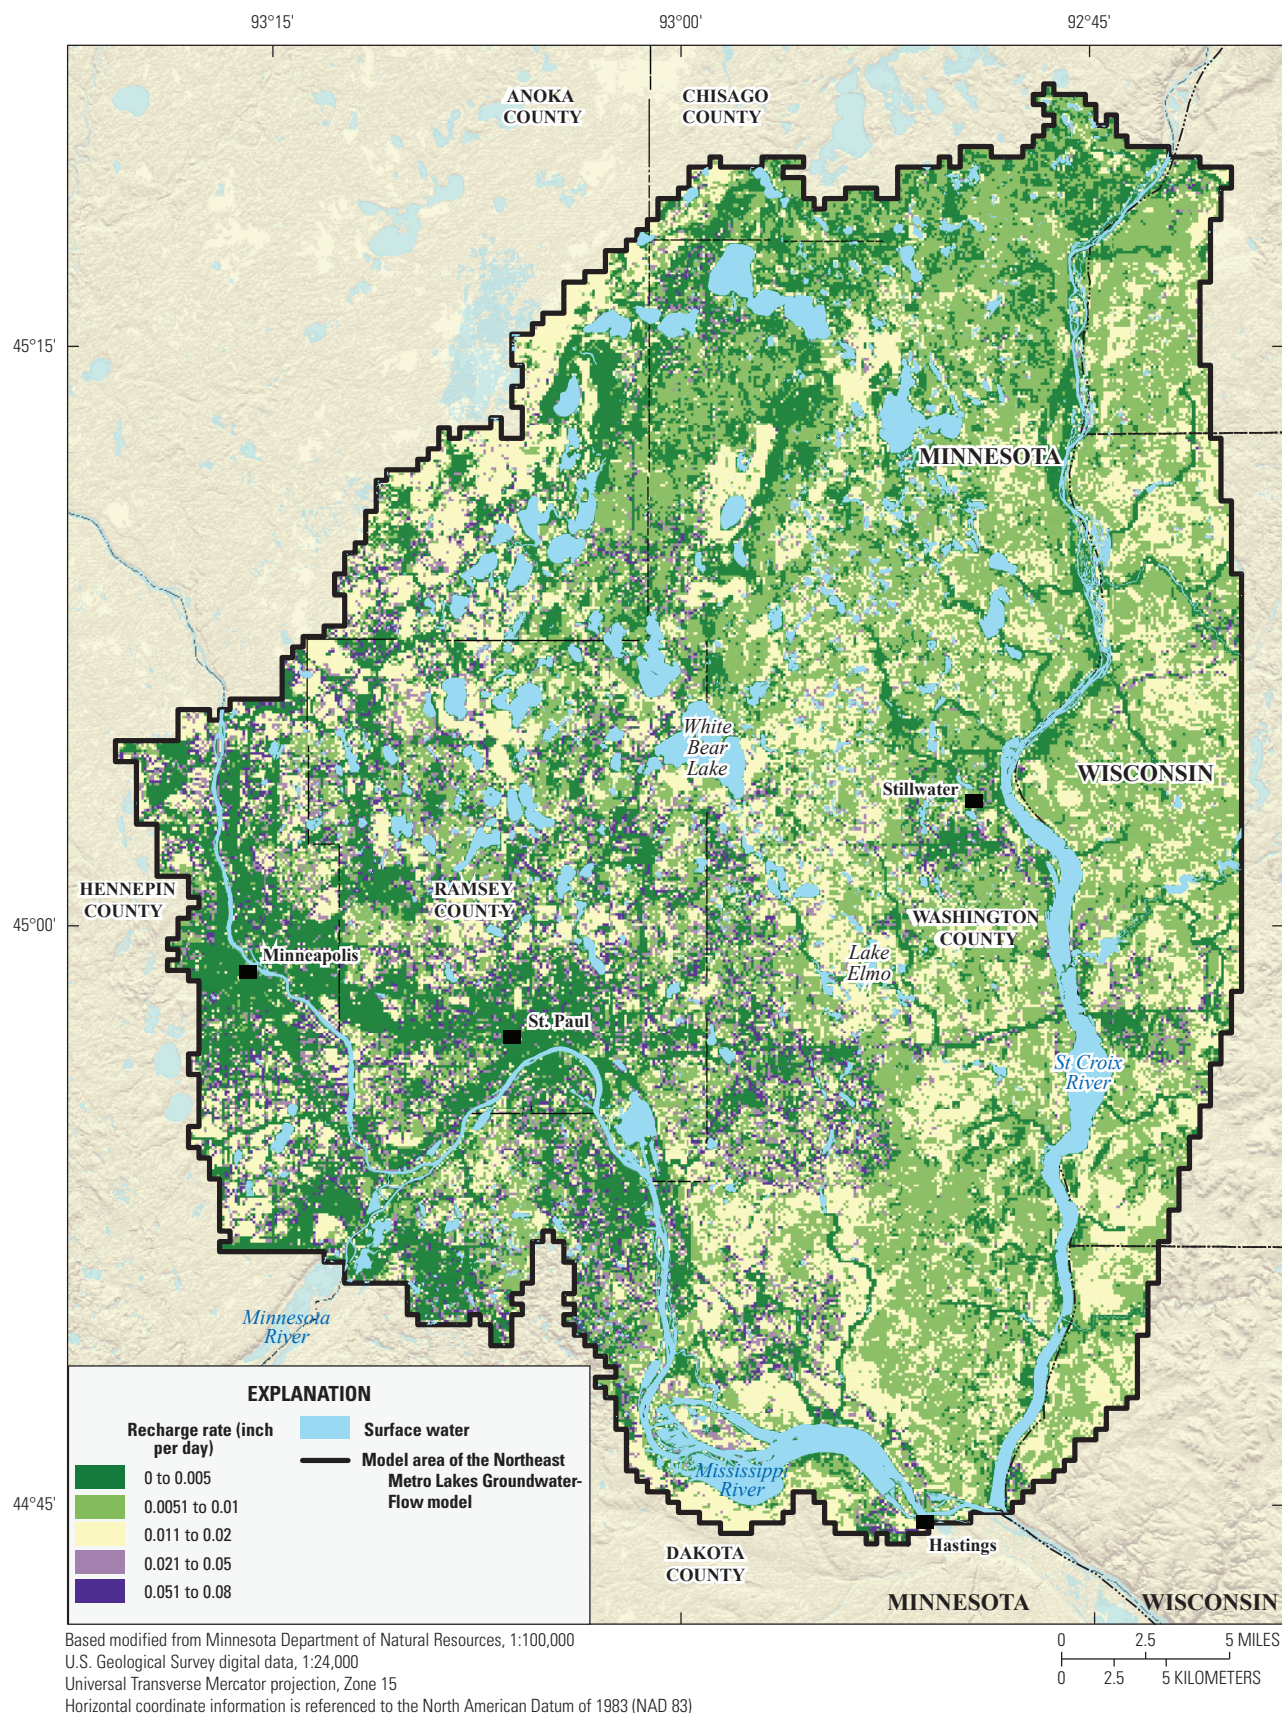 93°15'
93°00'
92°45'
ANOKA
COUNTY
CHISAGO
COUNTY
45°15'
MINNESOTA
White
Bear
Lake
WISCONSIN
Stillwater
HENNEPIN
COUNTY
RAMSEY
COUNTY
WASHINGTON
COUNTY
45°00'
Minneapolis
Lake
Elmo
St. Paul
St Croix
River
Minnesota
River
EXPLANATION
Recharge rate (inch
per day)
0 to 0.005
0.0051 to 0.01
0.011 to 0.02
0.021 to 0.05
0.051 to 0.08
Surface water
Model area of the Northeast
Metro Lakes Groundwater-
Flow model
Mississippi
River
44°45'
Hastings
DAKOTA
COUNTY
MINNESOTA
WISCONSIN
Based modified from Minnesota Department of Natural Resources, 1:100,000
U.S. Geological Survey digital data, 1:24,000
Universal Transverse Mercator projection, Zone 15
Horizontal coordinate information is referenced to the North American Datum of 1983 (NAD 83)
0 2.5 5 MILES
0 2.5 5 KILOMETERS